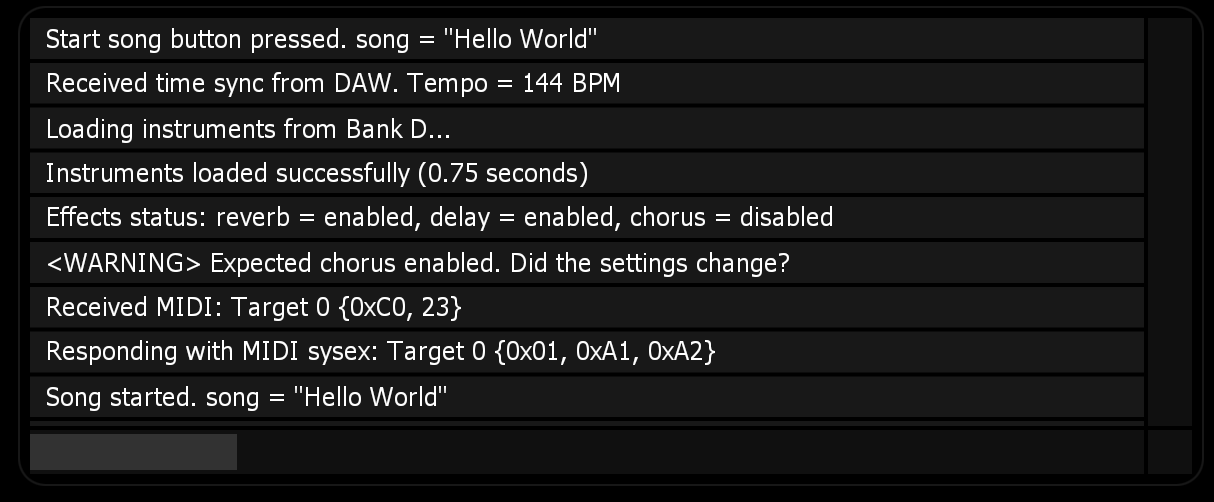 Start song button pressed. song = "Hello World"
Received time sync from DAW. Tempo = 144 BPM
Loading instruments from Bank D...
Instruments loaded successfully (0.75 seconds)
Effects status: reverb = enabled, delay = enabled, chorus = disabled
<WARNING> Expected chorus enabled. Did the settings change?
Received MIDI: Target 0 {0xC0, 23}
Responding with MIDI sysex: Target 0 {0x01, 0xA1, 0xA2}
Song started. song = "Hello World"